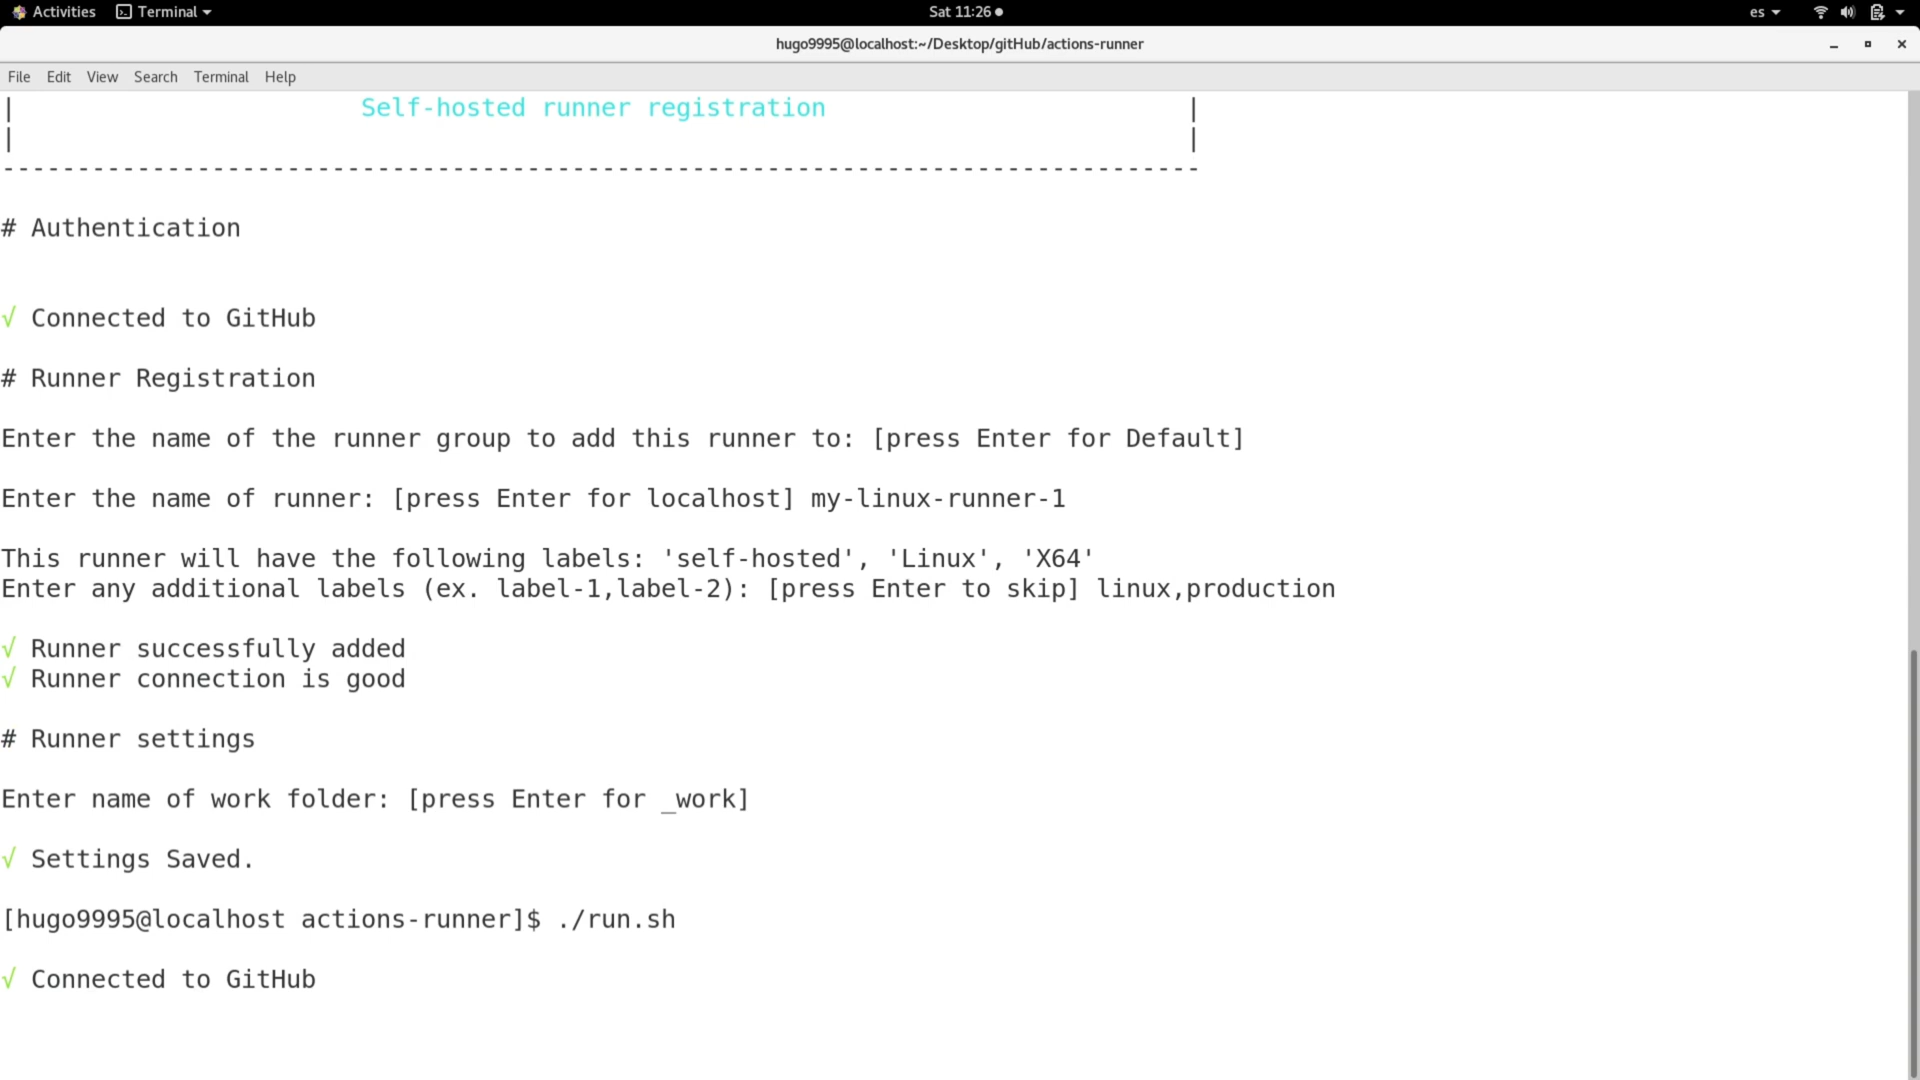 Activities Terminal Sat 11:26 es
hugo9995@localhost:~/Desktop/gitHub/actions-runner
File Edit View Search Terminal Help
| Self-hosted runner registration |
| |
--------------------------------------------------------------------------------
# Authentication
√ Connected to GitHub
# Runner Registration
Enter the name of the runner group to add this runner to: [press Enter for Default]
Enter the name of runner: [press Enter for localhost] my-linux-runner-1
This runner will have the following labels: 'self-hosted', 'Linux', 'X64'
Enter any additional labels (ex. label-1,label-2): [press Enter to skip] linux,production
√ Runner successfully added
√ Runner connection is good
# Runner settings
Enter name of work folder: [press Enter for _work]
√ Settings Saved.
[hugo9995@localhost actions-runner]$ ./run.sh
√ Connected to GitHub